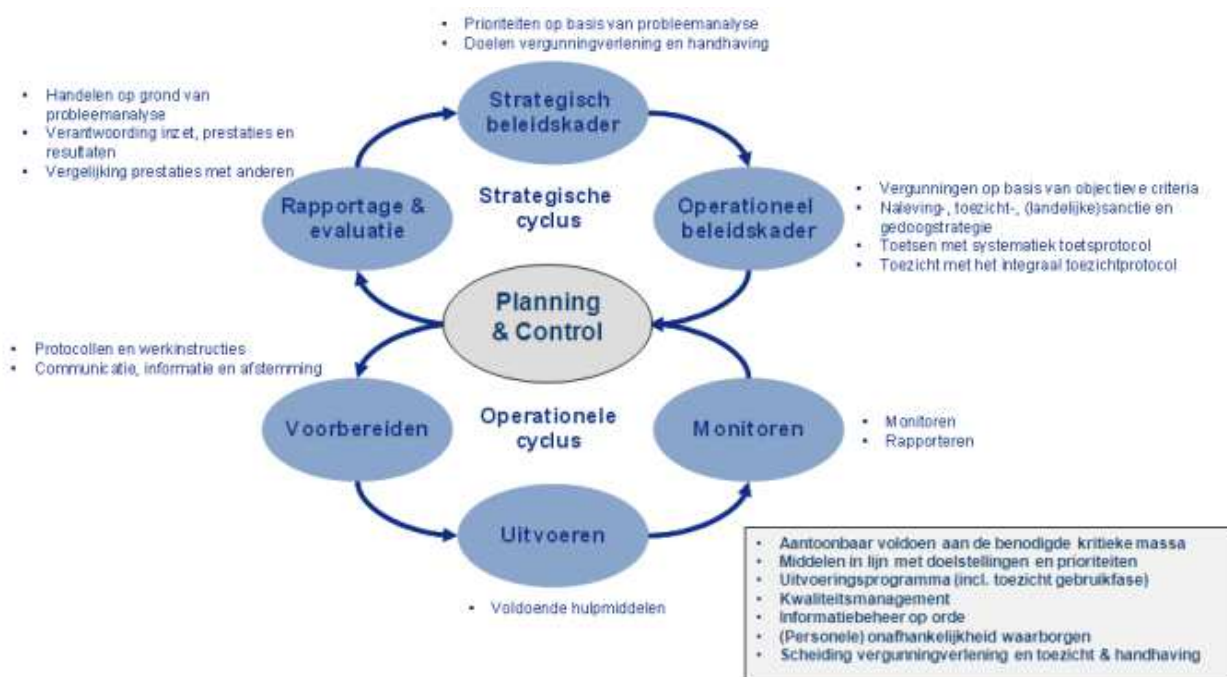 • Prioriteiten op basis van probleemanalyse
• Doelen vergunningverlening en handhaving
• Handelen op grond van
probleemanalyse
• Verantwoording inzet, prestaties en
resultaten
• Vergelijking prestaties met anderen
Strategisch
beleidskader
Rapportage &
evaluatie
Strategische
cyclus
Operationeel
beleidskader
• Vergunningen op basis van objectieve criteria
• Naleving-, toezicht-, (landelijke)sanctie en
gedoogstrategie
• Toetsen met systematiek toetsprotocol
• Toezicht met het integraal toezichtprotocol
Planning
& Control
• Protocollen en werkinstructies
• Communicatie, informatie en afstemming
Voorbereiden
Operationele
cyclus
Monitoren
• Monitoren
• Rapporteren
Uitvoeren
• Voldoende hulpmiddelen
• Aantoonbaar voldoen aan de benodigde kritieke massa
• Middelen in lijn met doelstellingen en prioriteiten
• Uitvoeringsprogramma (incl. toezicht gebruikfase)
• Kwaliteitsmanagement
• Informatiebeheer op orde
• (Personele) onafhankelijkheid waarborgen
• Scheiding vergunningverlening en toezicht & handhaving